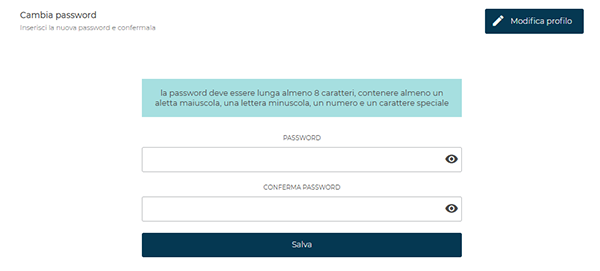 Cambia password
Inserisci la nuova password e confermala
Modifica profilo
la password deve essere lunga almeno 8 caratteri, contenere almeno un
aletta maiuscola, una lettera minuscola, un numero e un carattere speciale
PASSWORD
CONFERMA PASSWORD
Salva